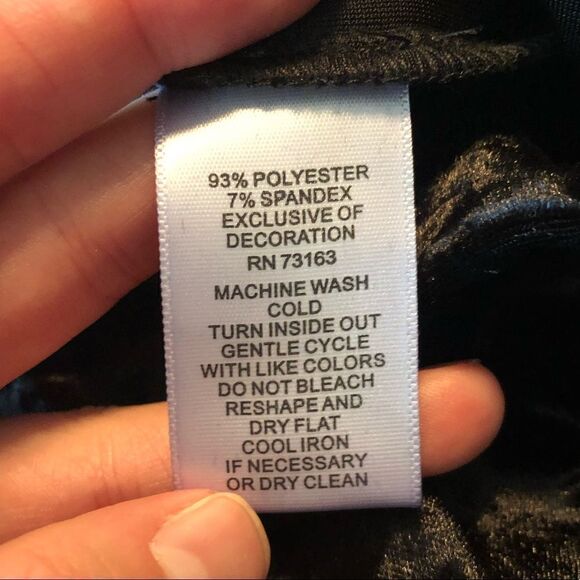 93% POLYESTER
7% SPANDEX
EXCLUSIVE OF
DECORATION
RN 73163
MACHINE WASH
COLD
TURN INSIDE OUT
GENTLE CYCLE
WITH LIKE COLORS
DO NOT BLEACH
RESHAPE AND
DRY FLAT
COOL IRON
IF NECESSARY
OR DRY CLEAN